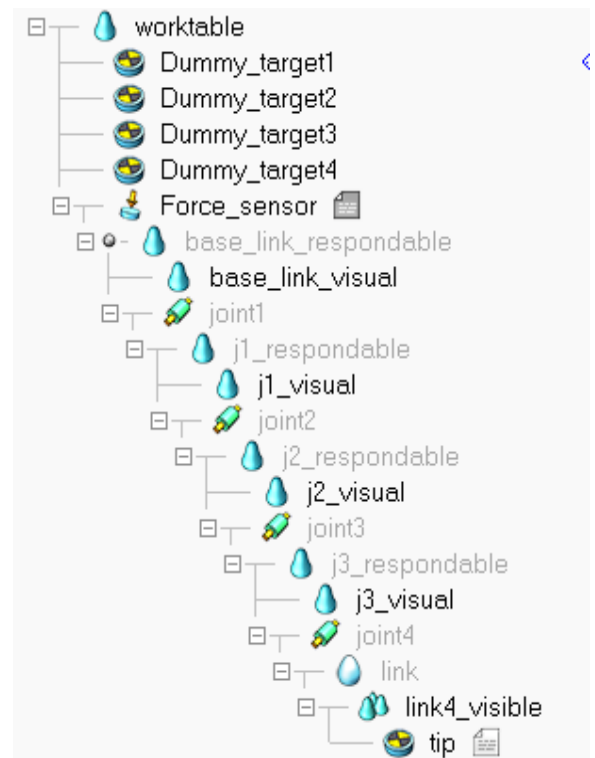 worktable
Dummy_target1
Dummy_target2
Dummy_target3
Dummy_target4
Force_sensor
base_link_respondable
base_link_visual
joint1
j1_respondable
j1_visual
joint2
j2_respondable
j2_visual
joint3
j3_respondable
j3_visual
joint4
link
link4_visible
tip